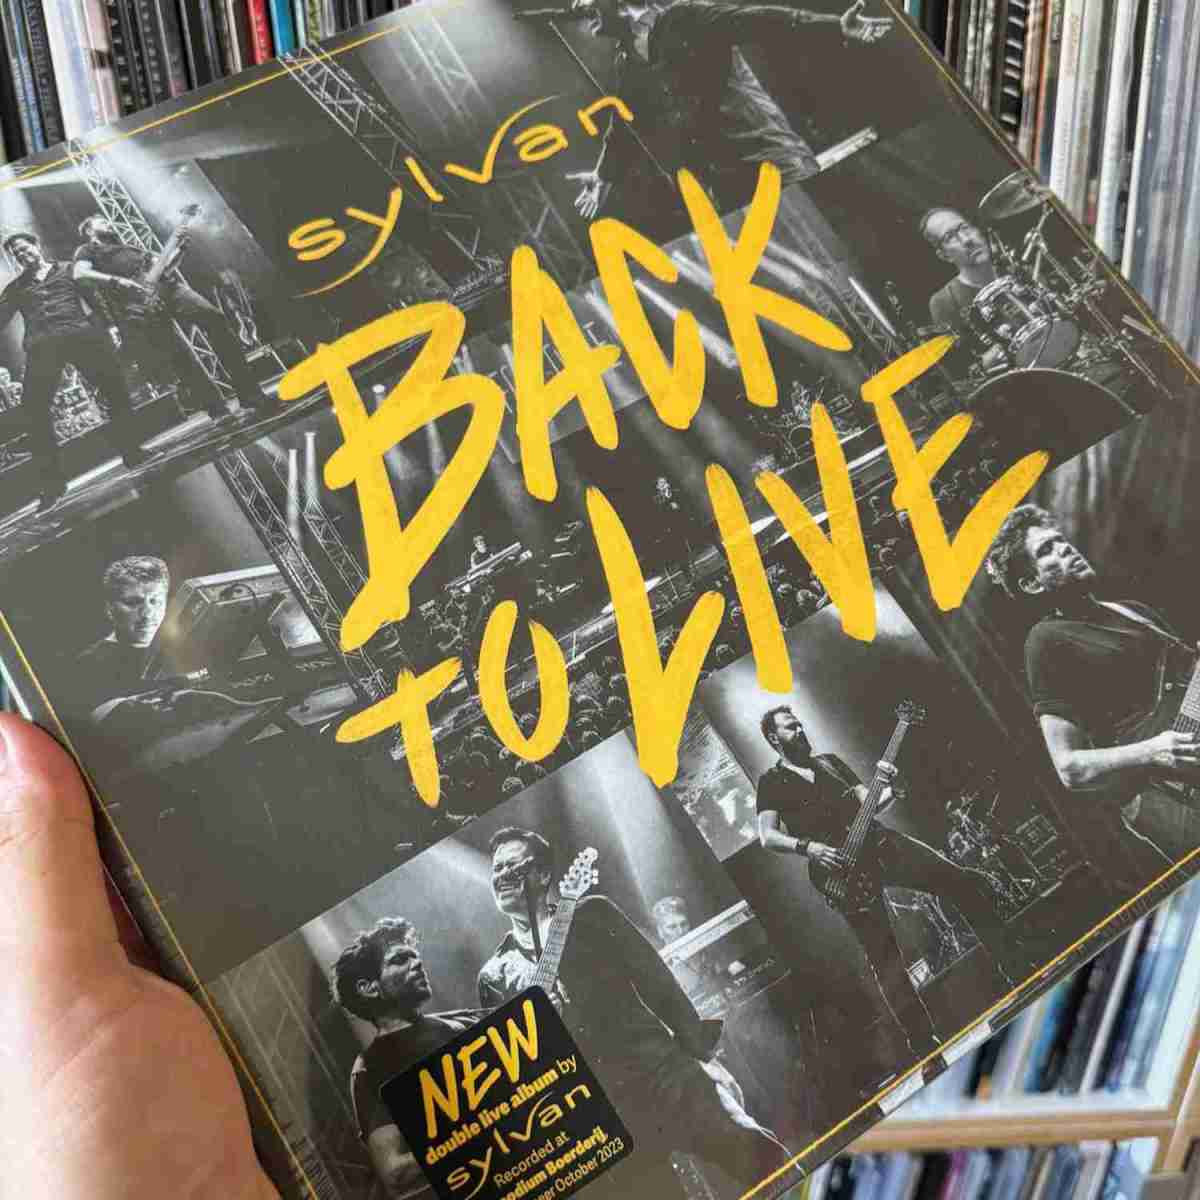 sylvan
BACK
TO LIVE
NEW
double live album by
sylvan
Recorded at
October 2023